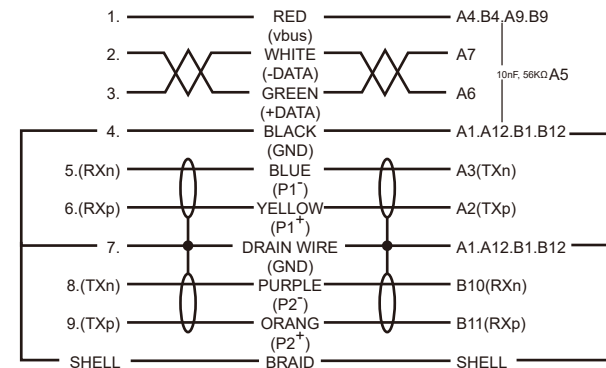 1. RED A4.B4.A9.B9
(vbus)
2. WHITE A7
(-DATA)
10nF, 56KΩ A5
3. GREEN A6
(+DATA)
4. BLACK A1.A12.B1.B12
(GND)
5.(RXn) BLUE A3(TXn)
(P1-)
6.(RXp) YELLOW A2(TXp)
(P1+)
7. DRAIN WIRE A1.A12.B1.B12
(GND)
8.(TXn) PURPLE B10(RXn)
(P2-)
9.(TXp) ORANG B11(RXp)
(P2+)
SHELL BRAID SHELL